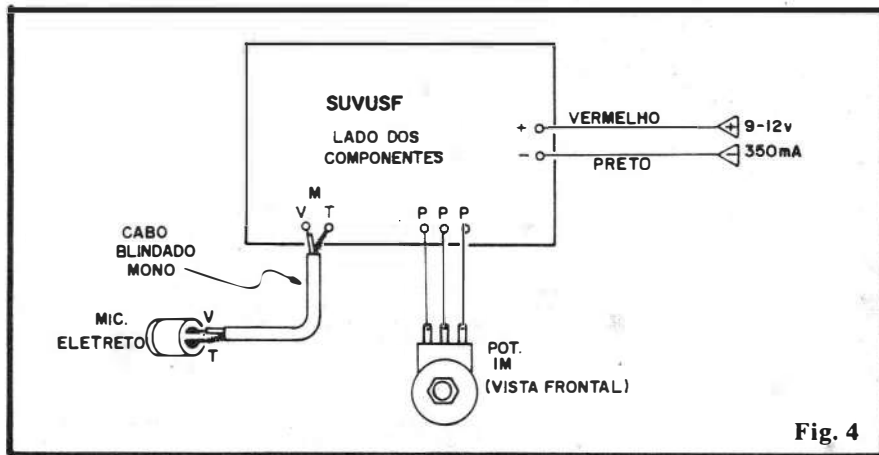 SUVUSF
LADO DOS
COMPONENTES
+ VERMELHO + 9-12v
- PRETO - 350mA
M
V T
P P P
CABO
BLINDADO
MONO
MIC.
ELETRETO
V
T
POT.
1M
(VISTA FRONTAL)
Fig. 4